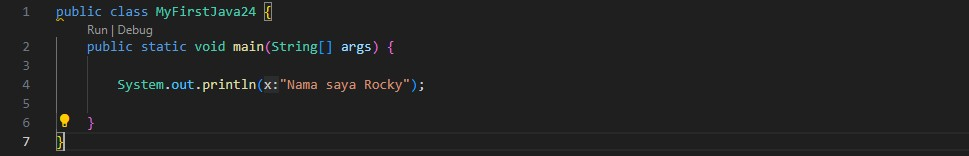 1 public class MyFirstJava24 {
Run | Debug
2 public static void main(String[] args) {
3
4 System.out.println(x:"Nama saya Rocky");
5
6 }
7 }